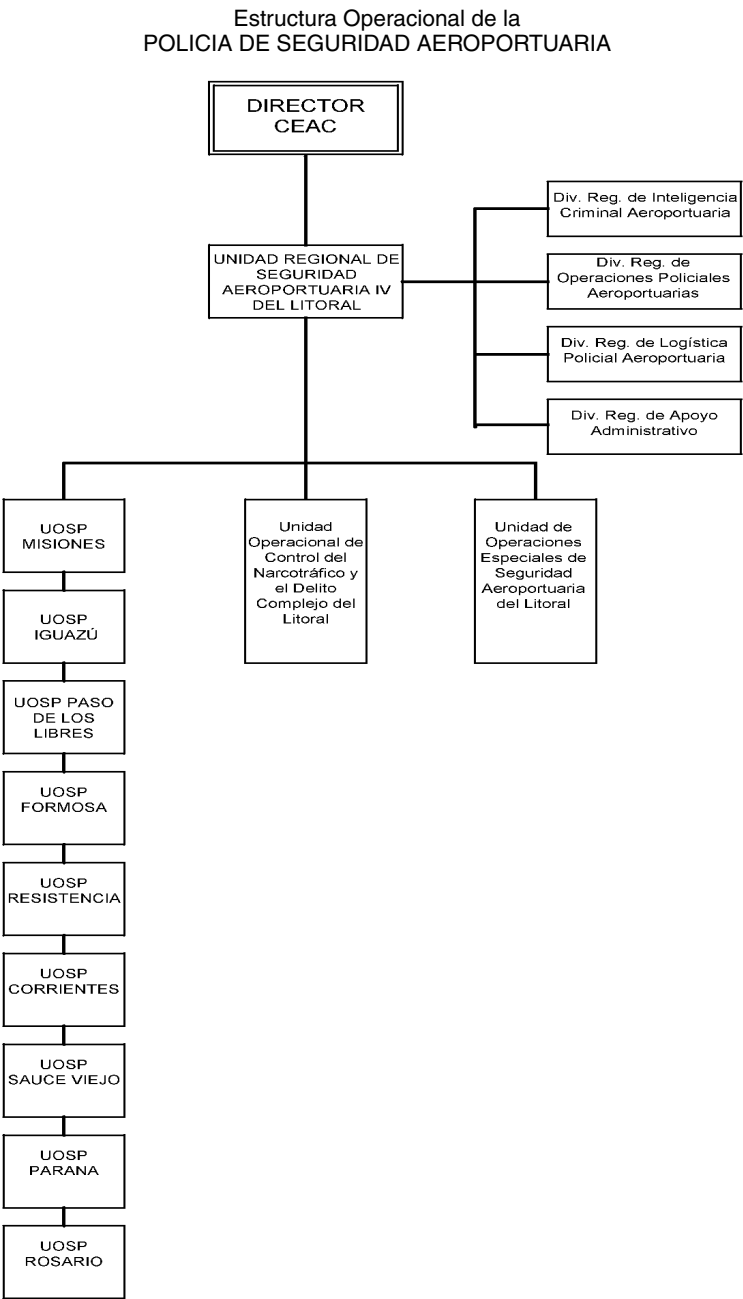 Estructura Operacional de la
POLICIA DE SEGURIDAD AEROPORTUARIA
DIRECTOR
CEAC
Div. Reg. de Inteligencia
Criminal Aeroportuaria
UNIDAD REGIONAL DE
SEGURIDAD
AEROPORTUARIA IV
DEL LITORAL
Div. Reg. de
Operaciones Policiales
Aeroportuarias
Div. Reg. de Logística
Policial Aeroportuaria
Div. Reg. de Apoyo
Administrativo
UOSP
MISIONES
Unidad
Operacional de
Control del
Narcotráfico y
el Delito
Complejo del
Litoral
Unidad de
Operaciones
Especiales de
Seguridad
Aeroportuaria
del Litoral
UOSP
IGUAZÚ
UOSP PASO
DE LOS
LIBRES
UOSP
FORMOSA
UOSP
RESISTENCIA
UOSP
CORRIENTES
UOSP
SAUCE VIEJO
UOSP
PARANA
UOSP
ROSARIO